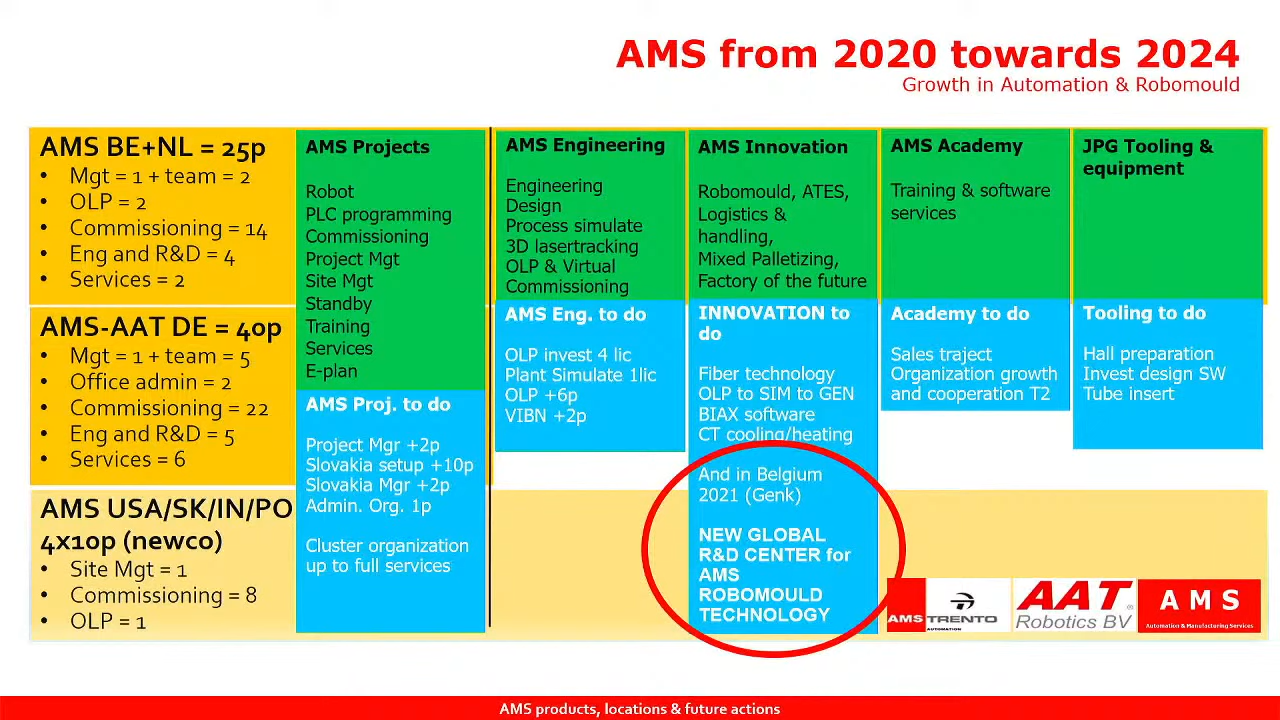 AMS from 2020 towards 2024
Growth in Automation & Robomould
AMS BE+NL = 25p
• Mgt = 1 + team = 2
• OLP = 2
• Commissioning = 14
• Eng and R&D = 4
• Services = 2
AMS-AAT DE = 40p
• Mgt = 1 + team = 5
• Office admin = 2
• Commissioning = 22
• Eng and R&D = 5
• Services = 6
AMS USA/SK/IN/PO
4x10p (newco)
• Site Mgt = 1
• Commissioning = 8
• OLP = 1
AMS Projects
Robot
PLC programming
Commissioning
Project Mgt
Site Mgt
Standby
Training
Services
E-plan
AMS Proj. to do
Project Mgr +2p
Slovakia setup +10p
Slovakia Mgr +2p
Admin. Org. 1p
Cluster organization
up to full services
AMS Engineering
Engineering
Design
Process simulate
3D lasertracking
OLP & Virtual
Commissioning
AMS Eng. to do
OLP invest 4 lic
Plant Simulate 1lic
OLP +6p
VIBN +2p
AMS Innovation
Robomould, ATES,
Logistics &
handling,
Mixed Palletizing,
Factory of the future
INNOVATION to
do
Fiber technology
OLP to SIM to GEN
BIAX software
CT cooling/heating
And in Belgium
2021 (Genk)
NEW GLOBAL
R&D CENTER for
AMS
ROBOMOULD
TECHNOLOGY
AMS Academy
Training & software
services
Academy to do
Sales traject
Organization growth
and cooperation T2
JPG Tooling &
equipment
Tooling to do
Hall preparation
Invest design SW
Tube insert
AMS TRENTO
AUTOMATION
AAT®
Robotics BV
AMS
Automation & Manufacturing Services
AMS products, locations & future actions